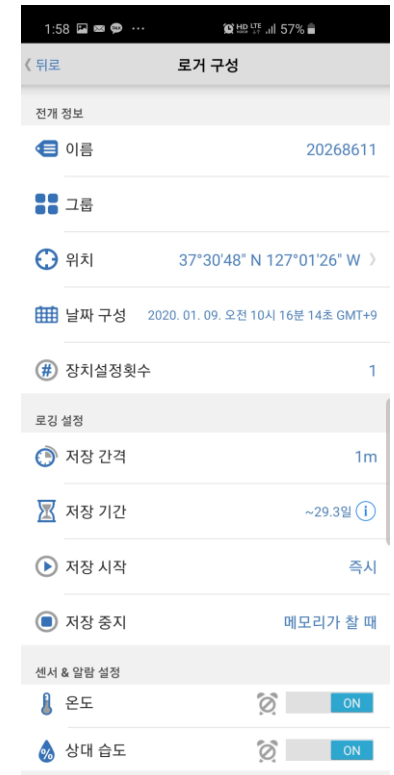 1:58 ··· HD LTE 57%
뒤로 로거 구성
전개 정보
이름 20268611
그룹
위치 37°30'48" N 127°01'26" W
날짜 구성 2020. 01. 09. 오전 10시 16분 14초 GMT+9
# 장치설정횟수 1
로깅 설정
저장 간격 1m
저장 기간 ~29.3일 i
저장 시작 즉시
저장 중지 메모리가 찰 때
센서 & 알람 설정
온도 ON
% 상대 습도 ON